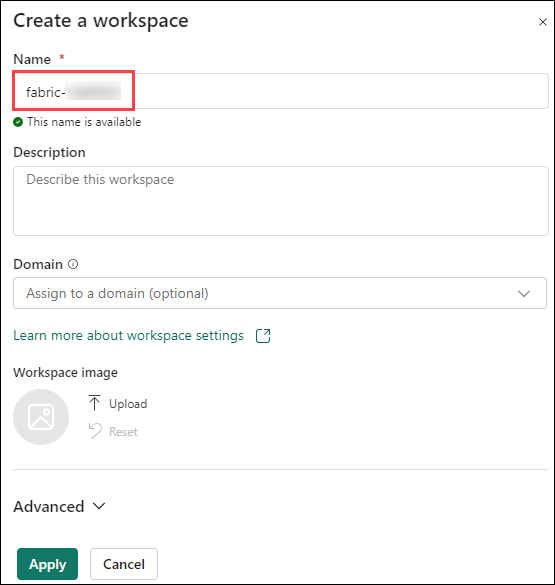 Create a workspace
Name *
fabric-
This name is available
Description
Describe this workspace
Domain
Assign to a domain (optional)
Learn more about workspace settings
Workspace image
Upload
Reset
Advanced
Apply Cancel